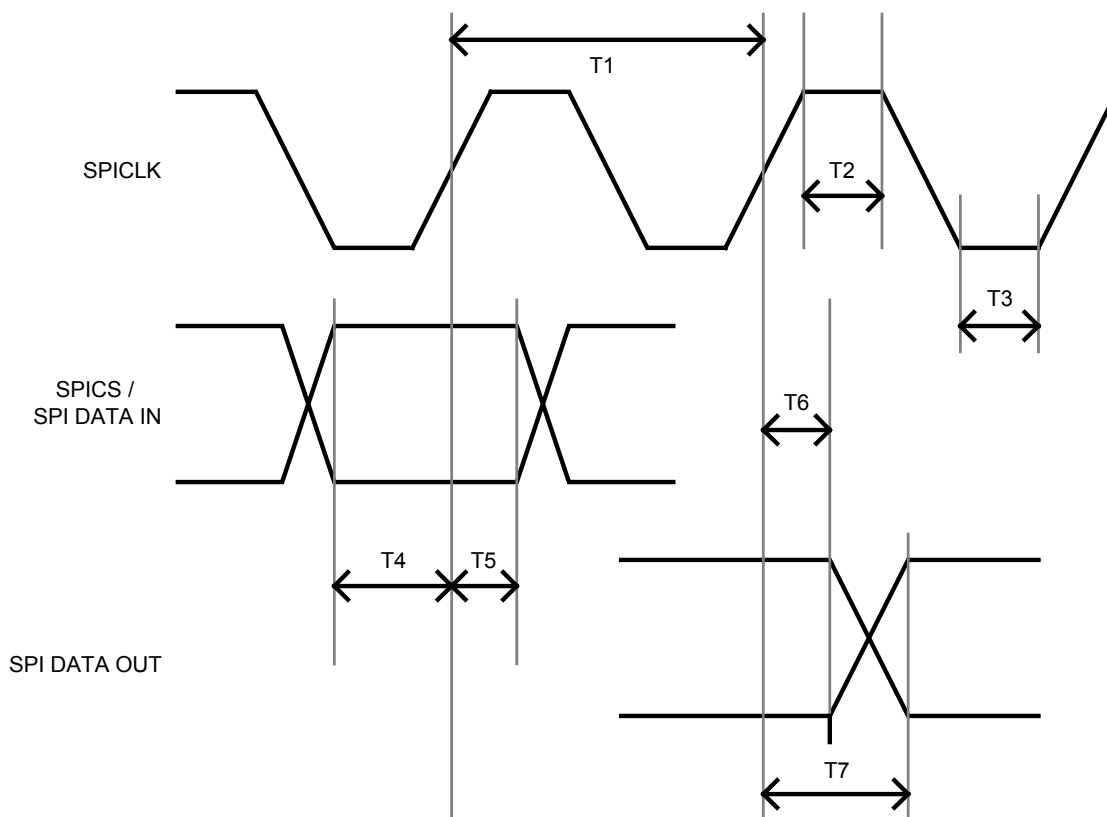 T1
SPICLK
T2
T3
SPICS /
SPI DATA IN
T6
T4
T5
SPI DATA OUT
T7